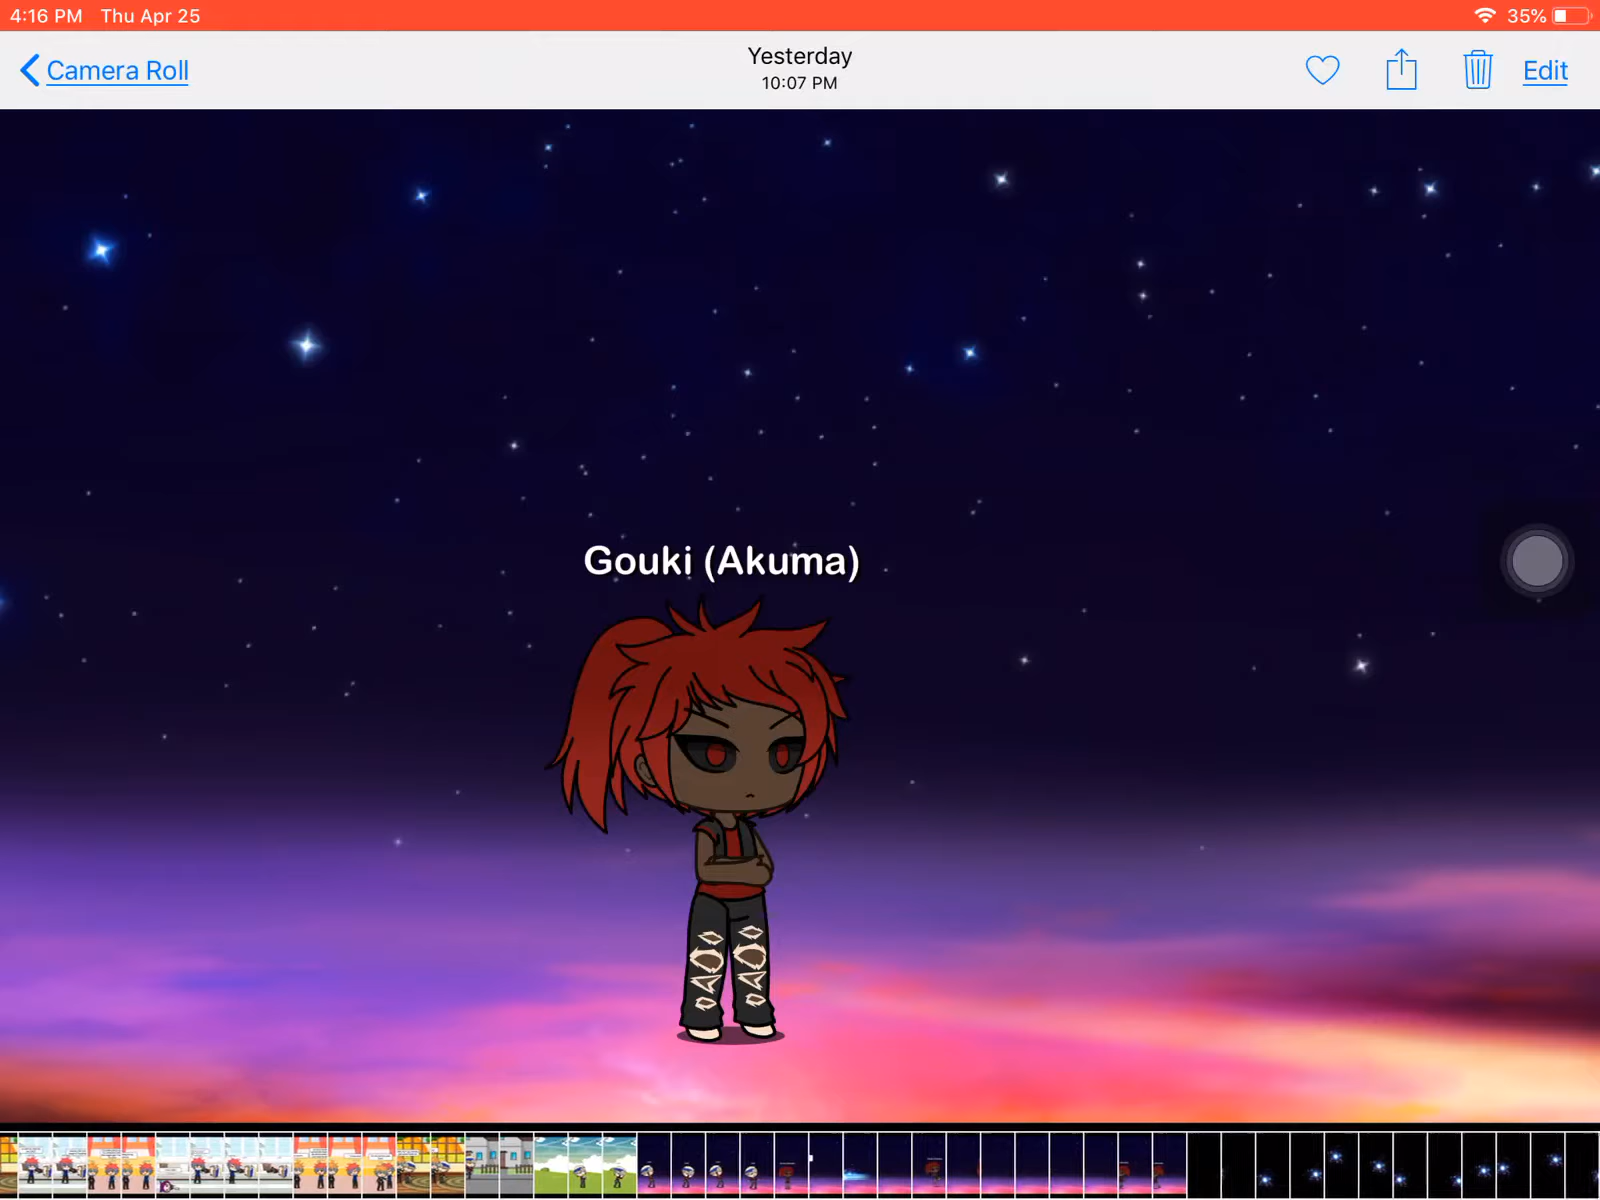 4:16 PM Thu Apr 25 35%
Camera Roll
Yesterday
10:07 PM
Edit
Gouki (Akuma)